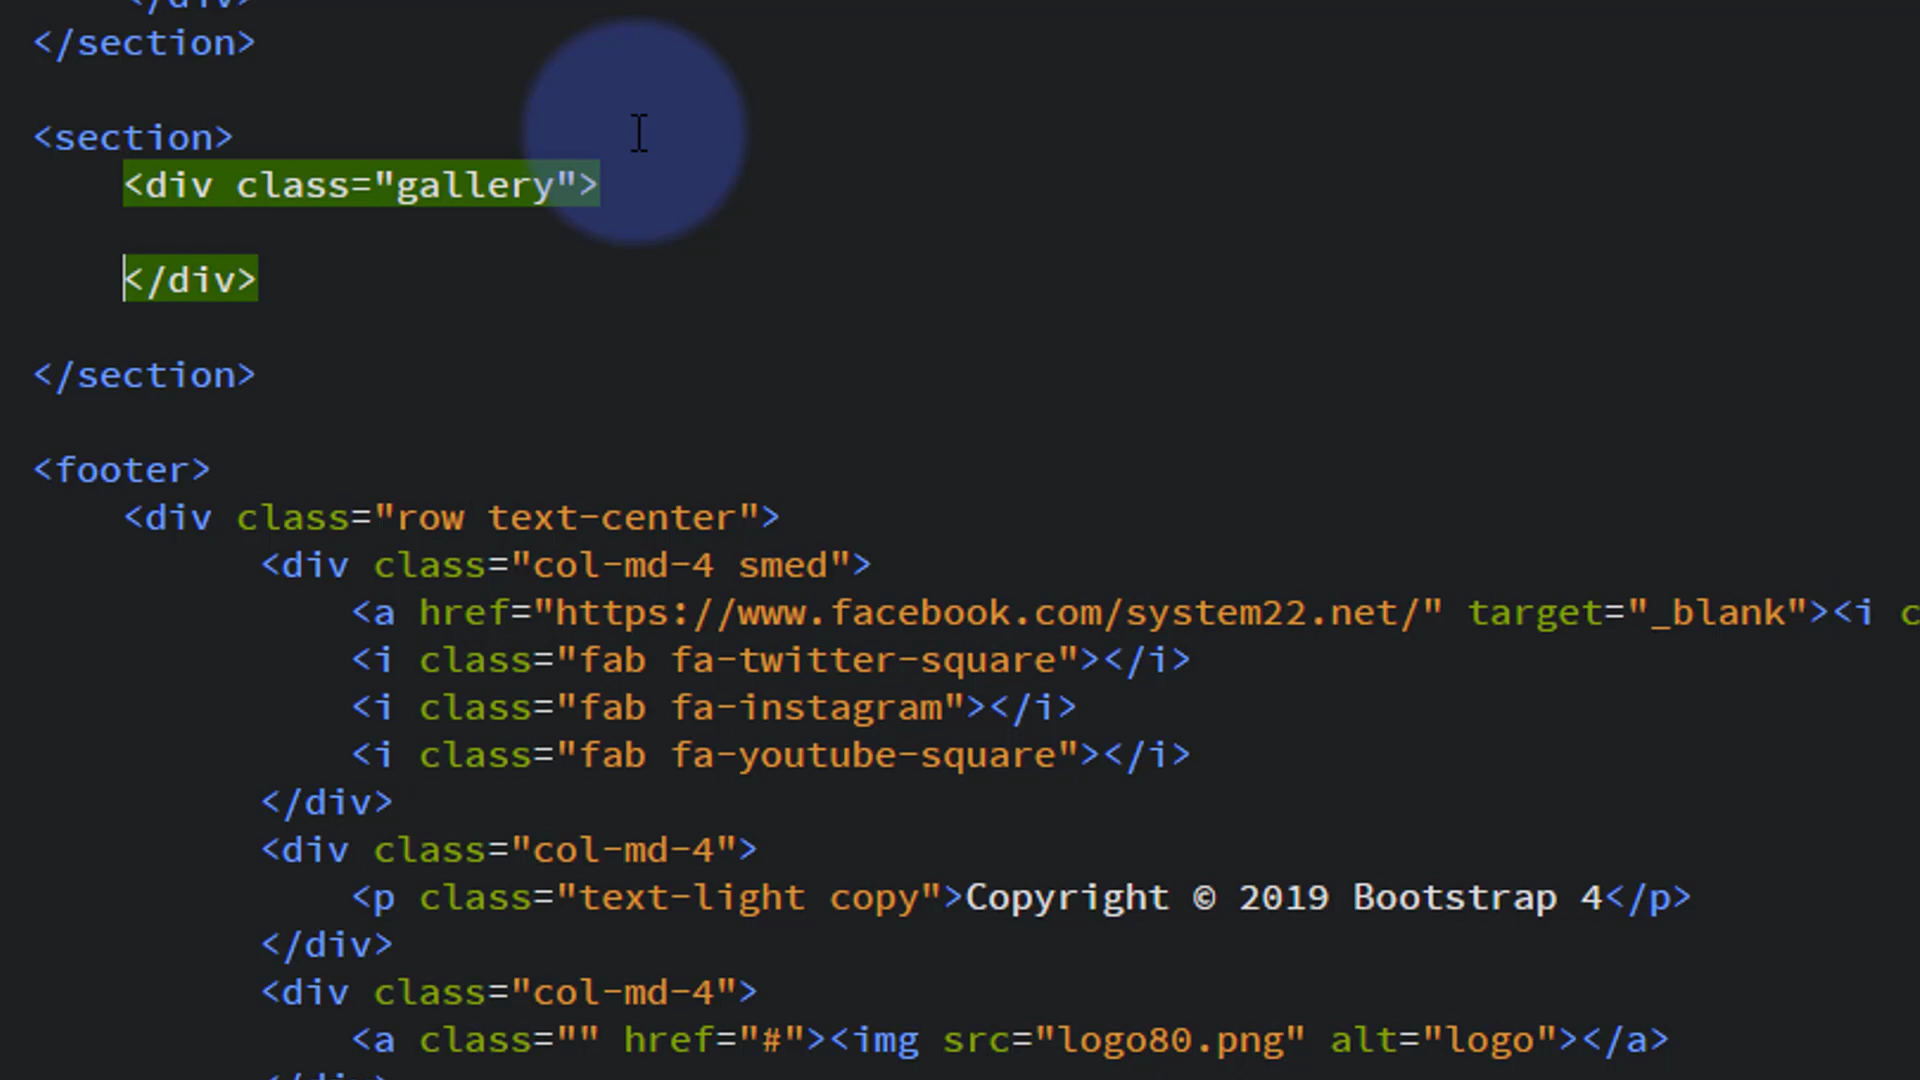 </div>
</section>
<section>
<div class="gallery">
</div>
</section>
<footer>
<div class="row text-center">
<div class="col-md-4 smed">
<a href="https://www.facebook.com/system22.net/" target="_blank"><i c
<i class="fab fa-twitter-square"></i>
<i class="fab fa-instagram"></i>
<i class="fab fa-youtube-square"></i>
</div>
<div class="col-md-4">
<p class="text-light copy">Copyright © 2019 Bootstrap 4</p>
</div>
<div class="col-md-4">
<a class="" href="#"><img src="logo80.png" alt="logo"></a>
</div>